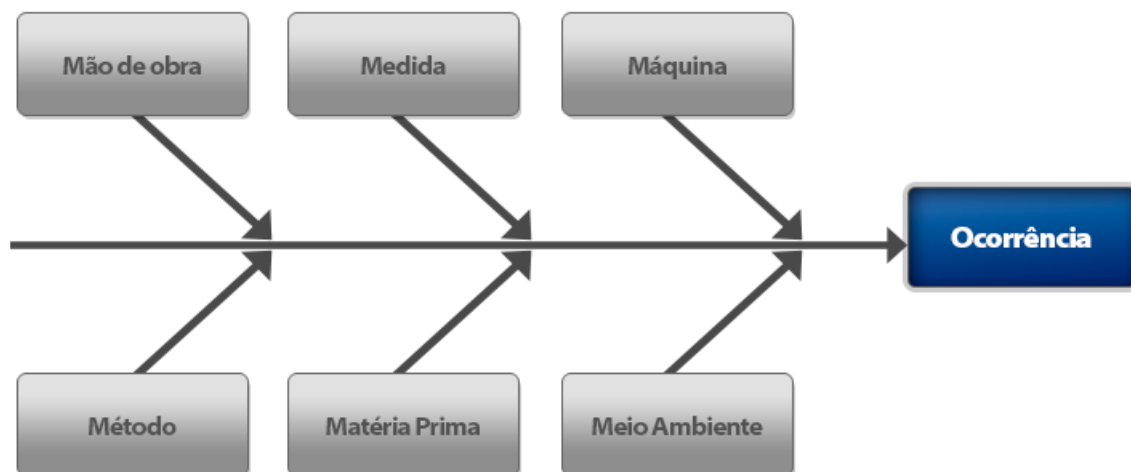 Mão de obra
Medida
Máquina
Ocorrência
Método
Matéria Prima
Meio Ambiente